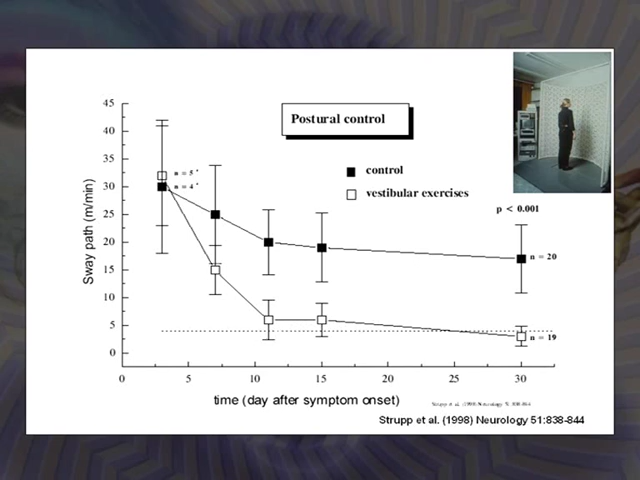 Postural control
45
40
35
30
25
20
15
10
5
0
Sway path (m/min)
n = 5 *
n = 4 *
control
vestibular exercises
p < 0.001
n = 20
n = 19
0 5 10 15 20 25 30
time (day after symptom onset)
Strupp et al. (1998) Neurology 51:838-844